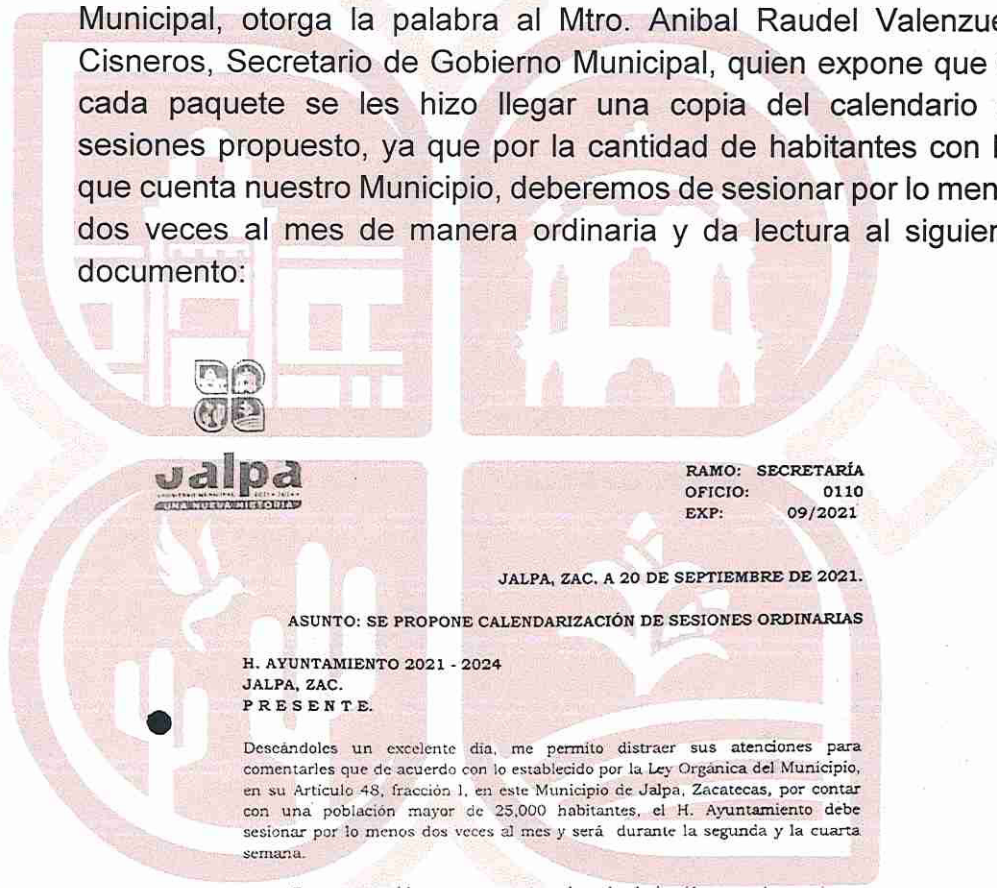 Municipal, otorga la palabra al Mtro. Anibal Raudel
Cisneros, Secretario de Gobierno Municipal, quien expone que
cada paquete se les hizo llegar una copia del calendario
sesiones propuesto, ya que por la cantidad de habitantes con
que cuenta nuestro Municipio, deberemos de sesionar por lo
dos veces al mes de manera ordinaria y da lectura al
documento:
Jalpa
UNA NUEVA HISTORIA
RAMO: SECRETARÍA
OFICIO: 0110
EXP: 09/2021
JALPA, ZAC. A 20 DE SEPTIEMBRE DE 2021.
ASUNTO: SE PROPONE CALENDARIZACIÓN DE SESIONES ORDINARIAS
H. AYUNTAMIENTO 2021 - 2024
JALPA, ZAC.
P R E S E N T E.
Deseándoles un excelente día, me permito distraer sus atenciones para
comentarles que de acuerdo con lo establecido por la Ley Orgánica del Municipio,
en su Artículo 48, fracción I, en este Municipio de Jalpa, Zacatecas, por contar
con una población mayor de 25,000 habitantes, el H. Ayuntamiento debe
sesionar por lo menos dos veces al mes y será durante la segunda y la cuarta
semana.